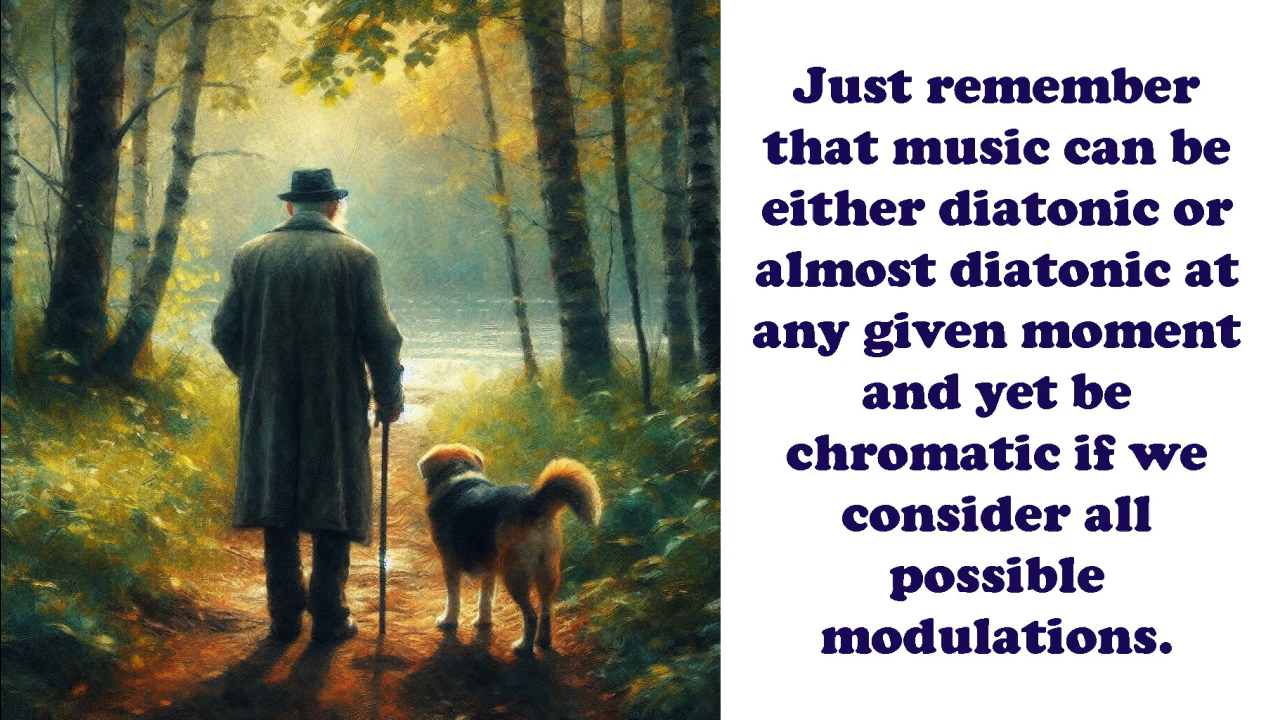 Just remember
that music can be
either diatonic or
almost diatonic at
any given moment
and yet be
chromatic if we
consider all
possible
modulations.